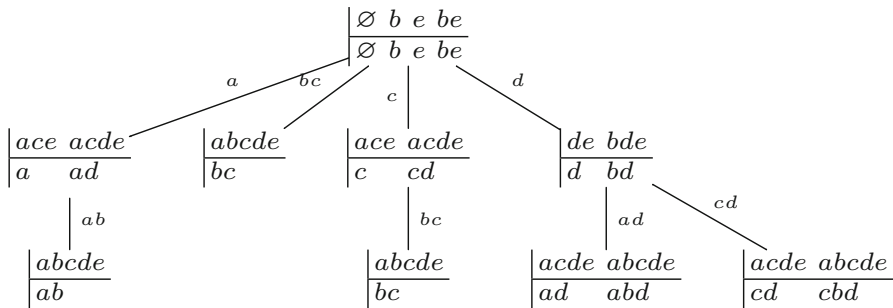 ∅ b e be
∅ b e be
a bc c d
ace acde abcde ace acde de bde
a ad bc c cd d bd
ab bc ad cd
abcde abcde acde abcde acde abcde
ab bc ad abd cd cbd